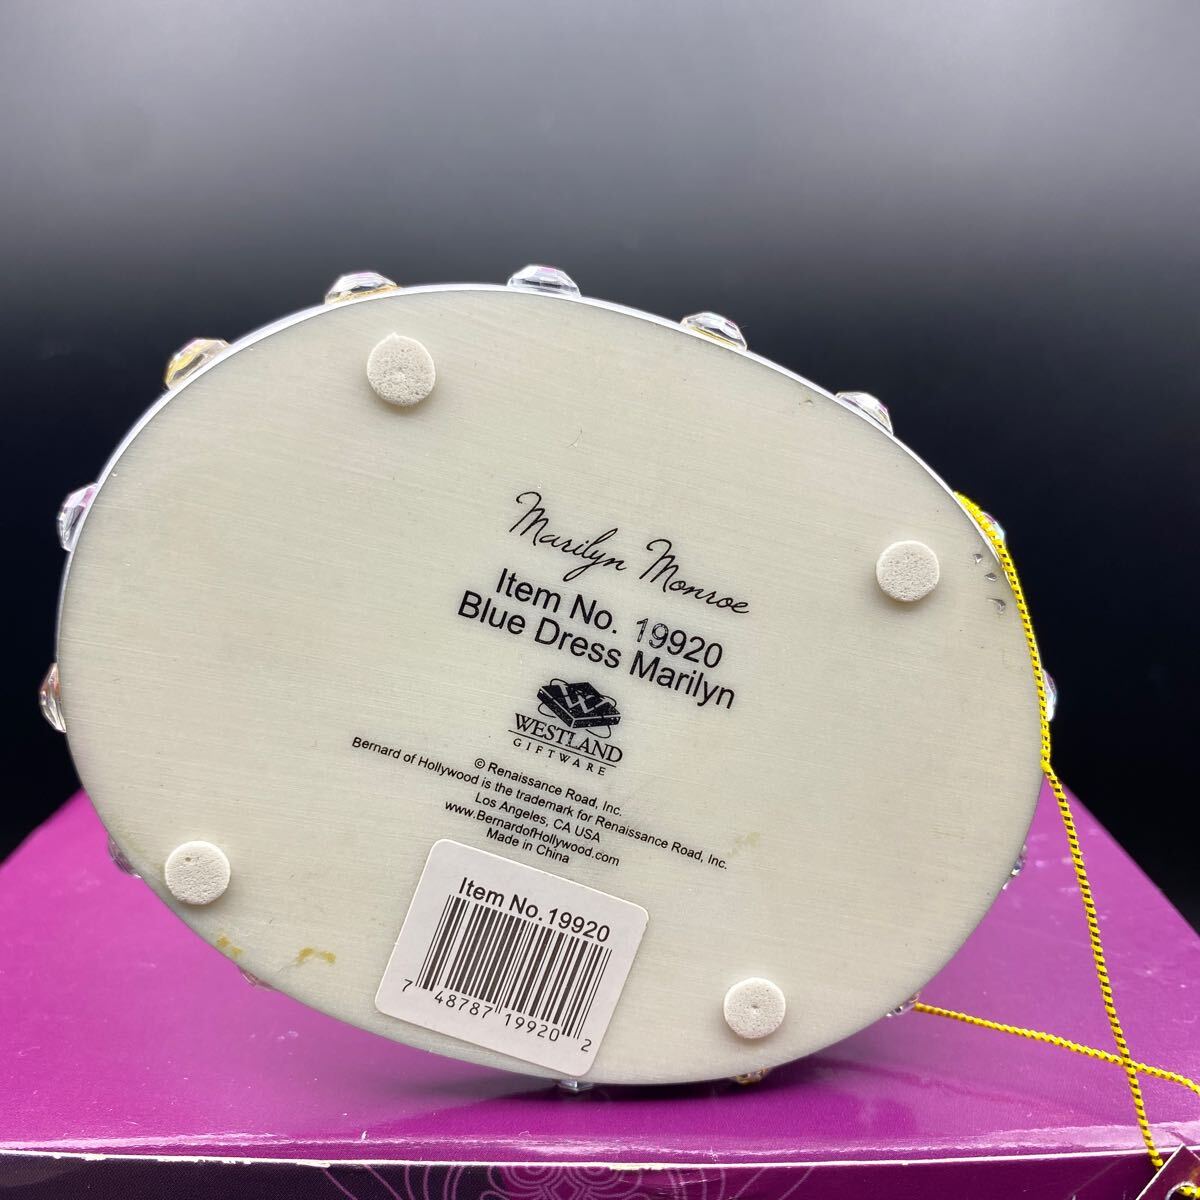 Marilyn Monroe
Item No. 19920
Blue Dress Marilyn
W
WESTLAND
GIFTWARE
© Renaissance Road, Inc.
Bernard of Hollywood is the trademark for Renaissance Road, Inc.
Los Angeles, CA USA
www.BernardofHollywood.com
Made in China
Item No.19920
7 48787 19920 2